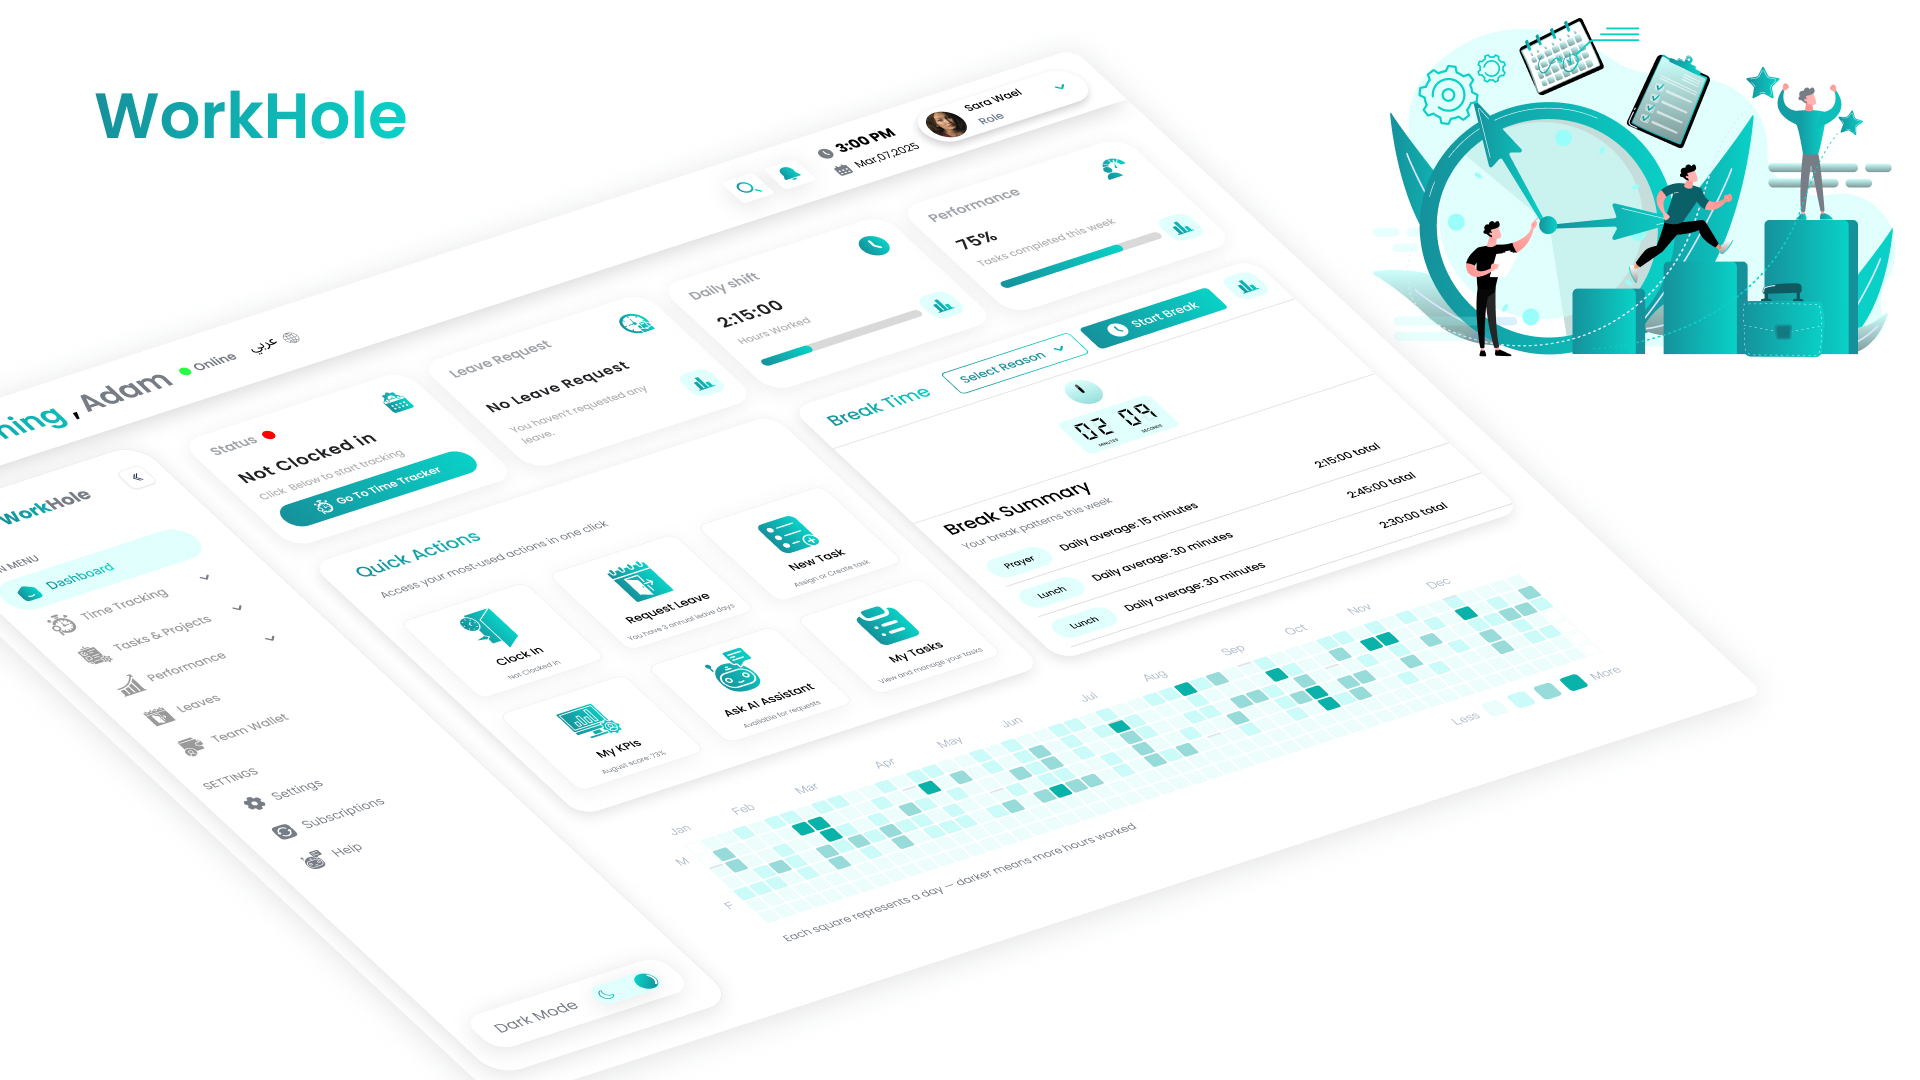 WorkHole
ning , Adam
Online
عربي
3:00 PM
Mar,07,2025
Sara Wael
Role
WorkHole
N MENU
Dashboard
Time Tracking
Tasks & Projects
Performance
Leaves
Team Wallet
SETTINGS
Settings
Subscriptions
Help
Dark Mode
Status
Not Clocked in
Click Below to start tracking
Go To Time Tracker
Leave Request
No Leave Request
You haven't requested any
leave.
Daily shift
2:15:00
Hours Worked
Performance
75%
Tasks completed this week
Quick Actions
Access your most-used actions in one click
Clock In
Not Clocked in
Request Leave
You have 3 annual leave days
New Task
Assign or Create task
My KPIs
August score: 73%
Ask AI Assistant
Available for requests
My Tasks
View and manage your tasks
Break Time
Select Reason
Start Break
02 09
MINUTES SECONDS
Break Summary
Your break patterns this week
Prayer Daily average: 15 minutes 2:15:00 total
Lunch Daily average: 30 minutes 2:45:00 total
Lunch Daily average: 30 minutes 2:30:00 total
Jan Feb Mar Apr May Jun Jul Aug Sep Oct Nov Dec
M
F
Less More
Each square represents a day — darker means more hours worked